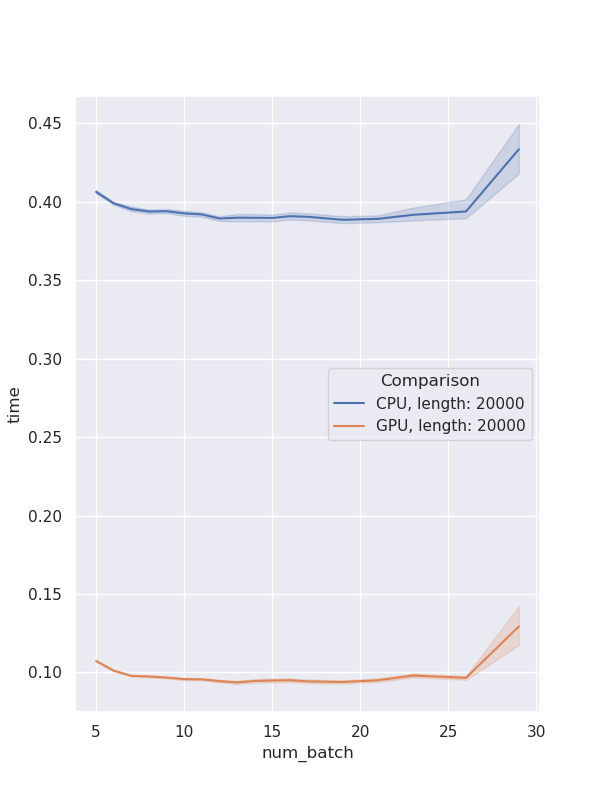 0.45
0.40
0.35
0.30
0.25
0.20
0.15
0.10
time
Comparison
CPU, length: 20000
GPU, length: 20000
5 10 15 20 25 30
num_batch